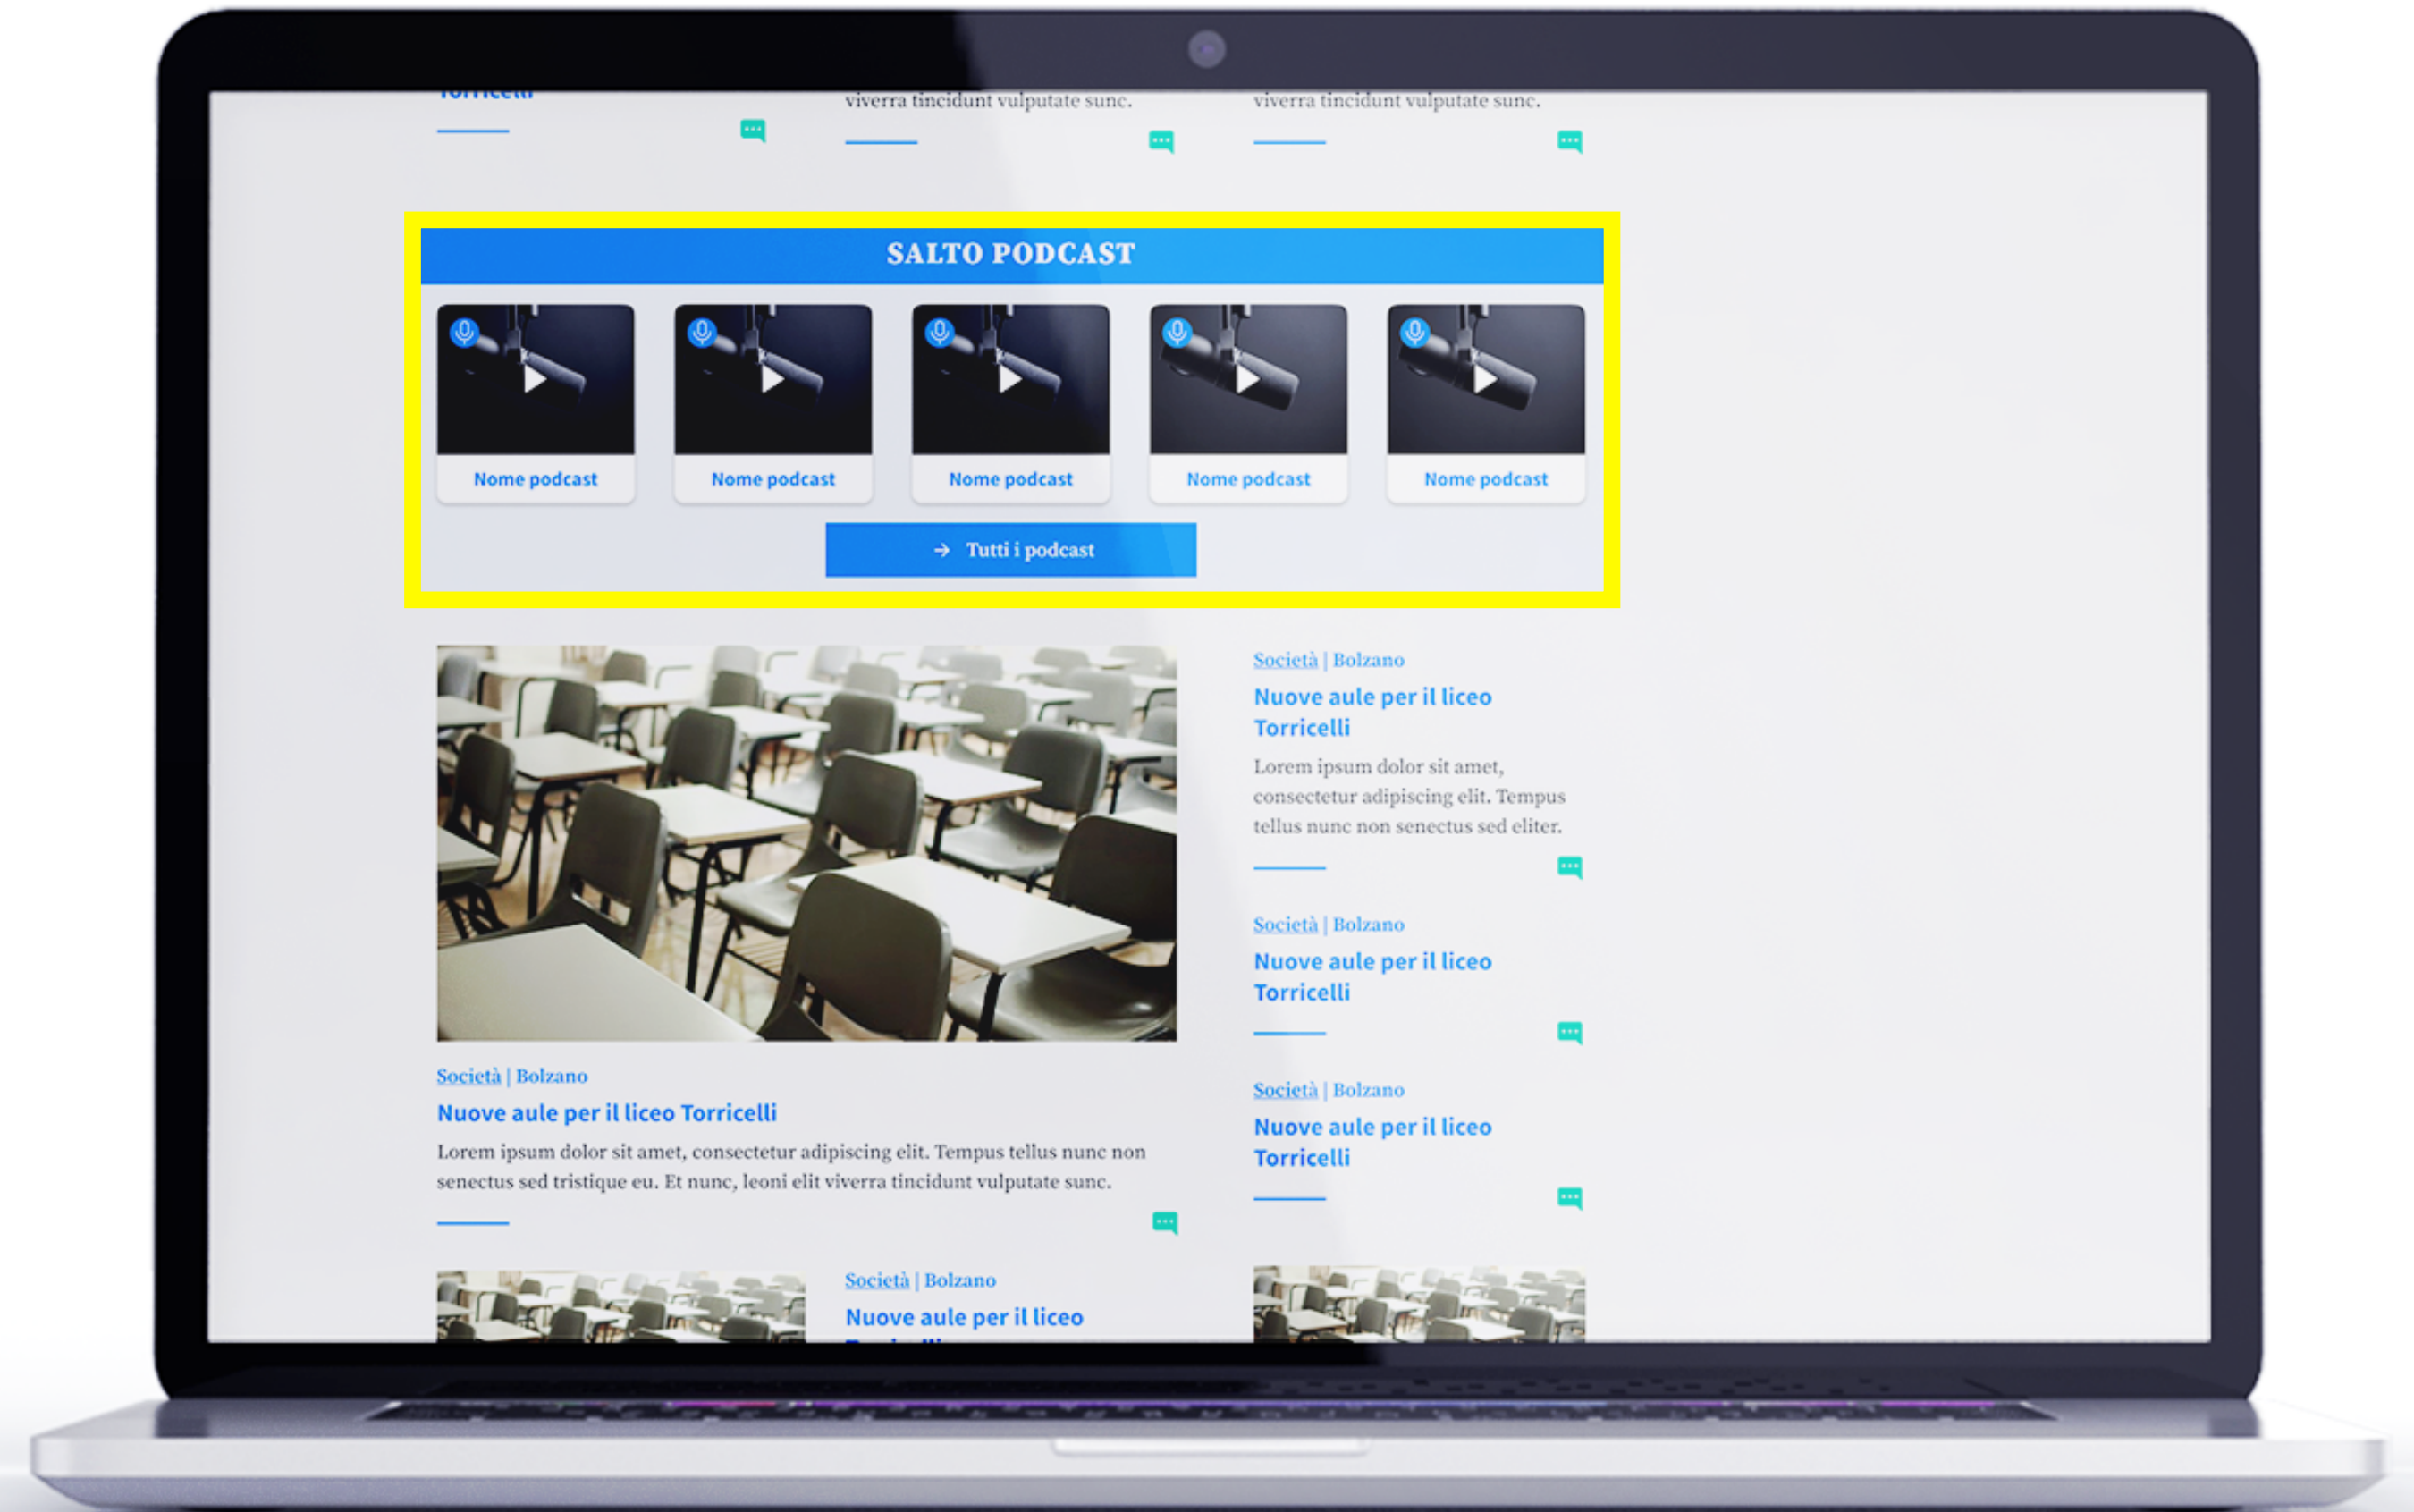 Torricelli
viverra tincidunt vulputate sunc.
viverra tincidunt vulputate sunc.
SALTO PODCAST
Nome podcast
Nome podcast
Nome podcast
Nome podcast
Nome podcast
→ Tutti i podcast
Società | Bolzano
Nuove aule per il liceo Torricelli
Lorem ipsum dolor sit amet, consectetur adipiscing elit. Tempus tellus nunc non
senectus sed tristique eu. Et nunc, leoni elit viverra tincidunt vulputate sunc.
Società | Bolzano
Nuove aule per il liceo
Torricelli
Lorem ipsum dolor sit amet,
consectetur adipiscing elit. Tempus
tellus nunc non senectus sed eliter.
Società | Bolzano
Nuove aule per il liceo
Torricelli
Società | Bolzano
Nuove aule per il liceo
Torricelli
Società | Bolzano
Nuove aule per il liceo